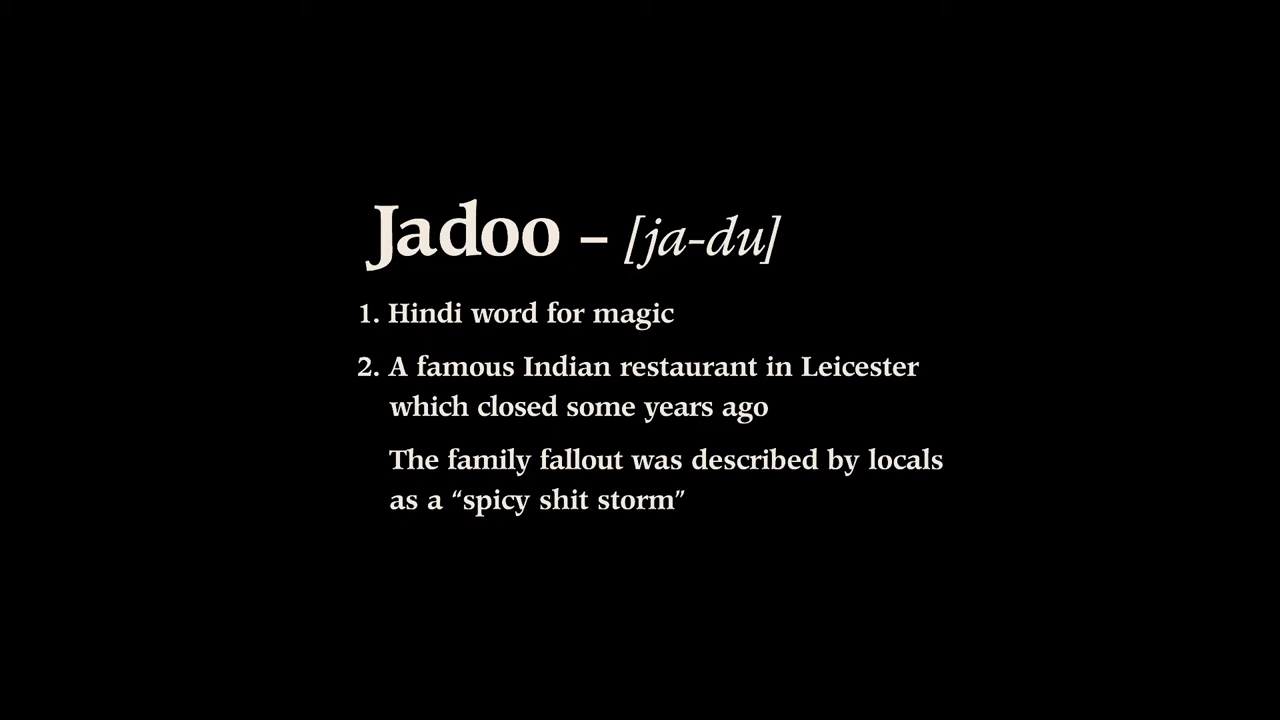 Jadoo – [ja-du]
1. Hindi word for magic
2. A famous Indian restaurant in Leicester
which closed some years ago
The family fallout was described by locals
as a “spicy shit storm”